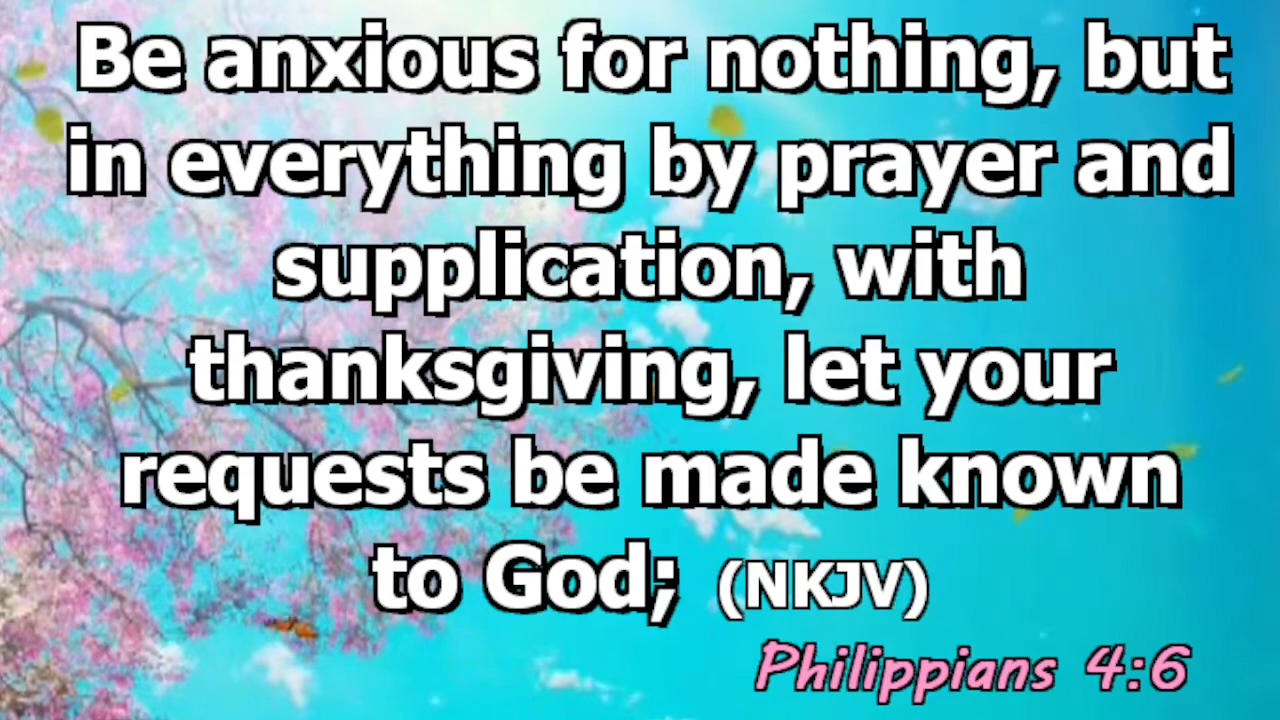 Be anxious for nothing, but
in everything by prayer and
supplication, with
thanksgiving, let your
requests be made known
to God; (NKJV)
Philippians 4:6